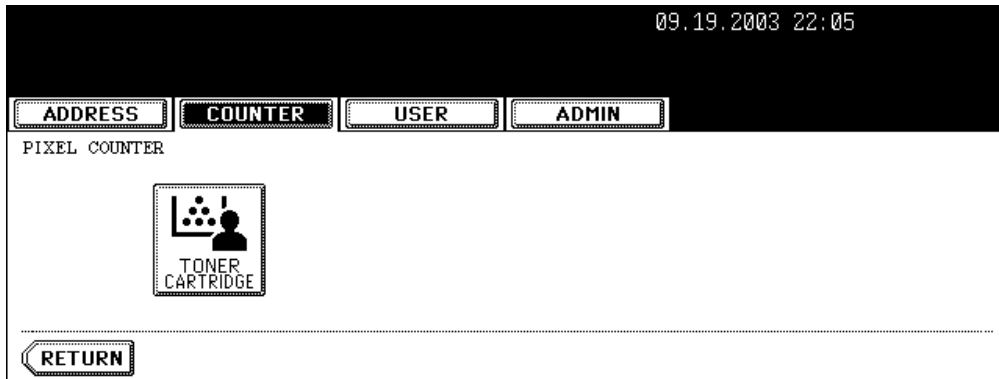 09.19.2003 22:05
ADDRESS COUNTER USER ADMIN
PIXEL COUNTER
TONER
CARTRIDGE
RETURN